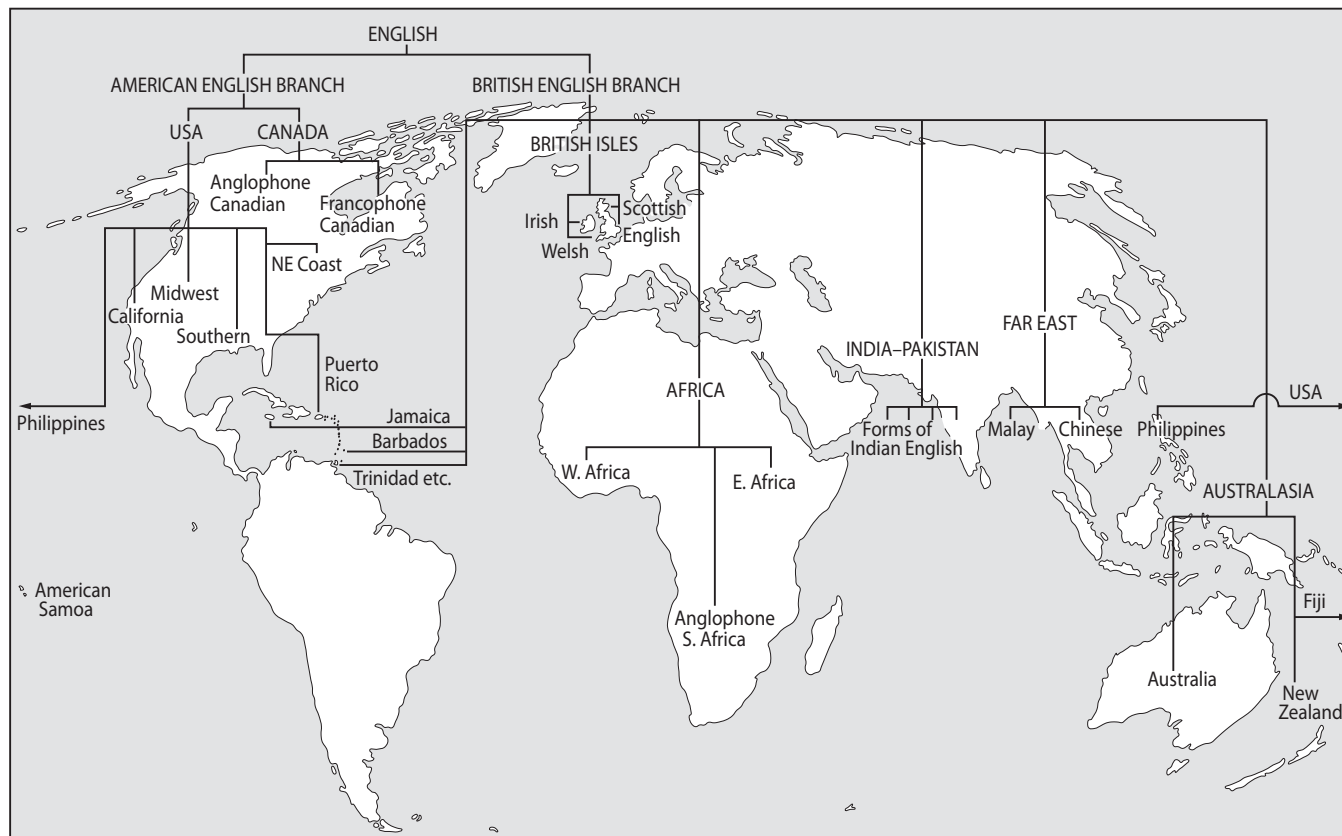 ENGLISH
AMERICAN ENGLISH BRANCH
BRITISH ENGLISH BRANCH
USA
CANADA
BRITISH ISLES
Anglophone
Canadian
Francophone
Canadian
Irish
Welsh
Scottish
English
NE Coast
Midwest
California
Southern
Puerto
Rico
Philippines
Jamaica
Barbados
Trinidad etc.
AFRICA
W. Africa
E. Africa
Anglophone
S. Africa
INDIA–PAKISTAN
Forms of
Indian English
FAR EAST
Malay
Chinese
Philippines
USA
AUSTRALASIA
Fiji
Australia
New
Zealand
American
Samoa